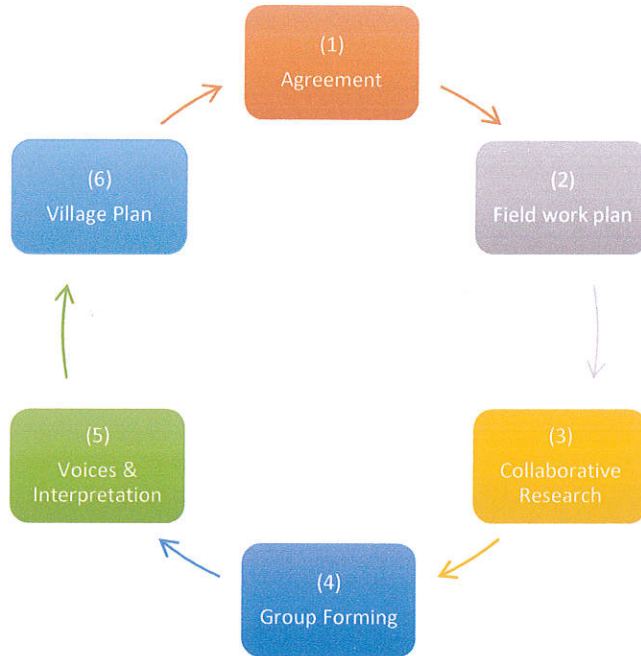 (1)
Agreement
(2)
Field work plan
(3)
Collaborative
Research
(4)
Group Forming
(5)
Voices &
Interpretation
(6)
Village Plan